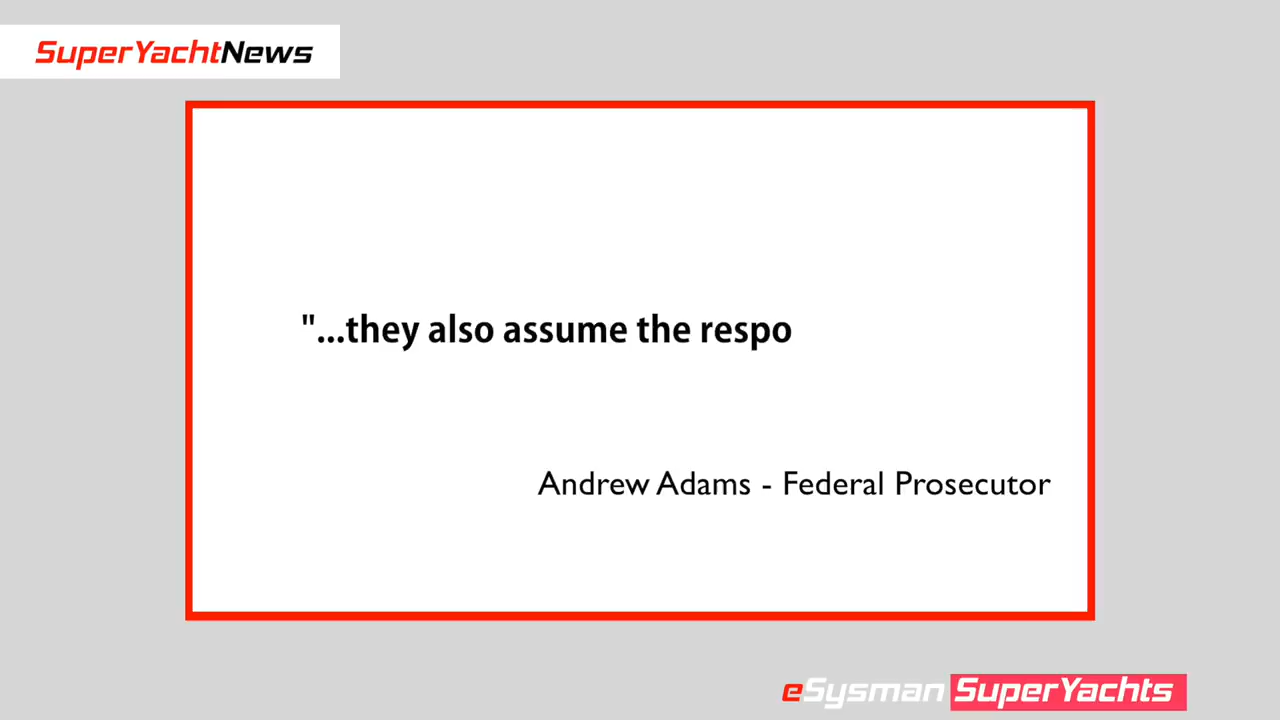 SuperYachtNews
"...they also assume the respo
Andrew Adams - Federal Prosecutor
eSysman SuperYachts